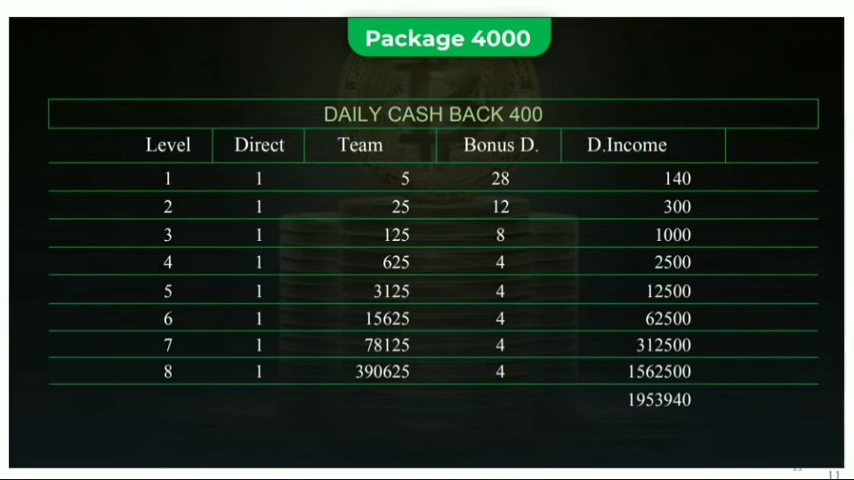 Package 4000
DAILY CASH BACK 400
Level Direct Team Bonus D. D.Income
1 1 5 28 140
2 1 25 12 300
3 1 125 8 1000
4 1 625 4 2500
5 1 3125 4 12500
6 1 15625 4 62500
7 1 78125 4 312500
8 1 390625 4 1562500
1953940
11